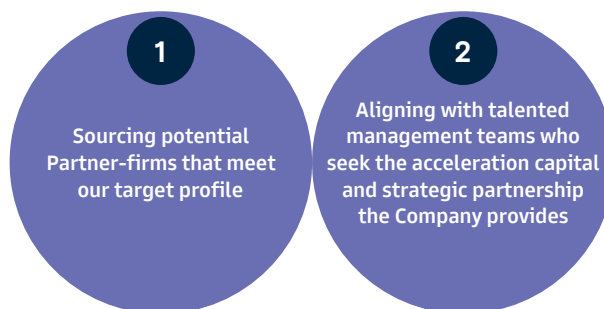 1
Sourcing potential
Partner-firms that meet
our target profile
2
Aligning with talented
management teams who
seek the acceleration capital
and strategic partnership
the Company provides